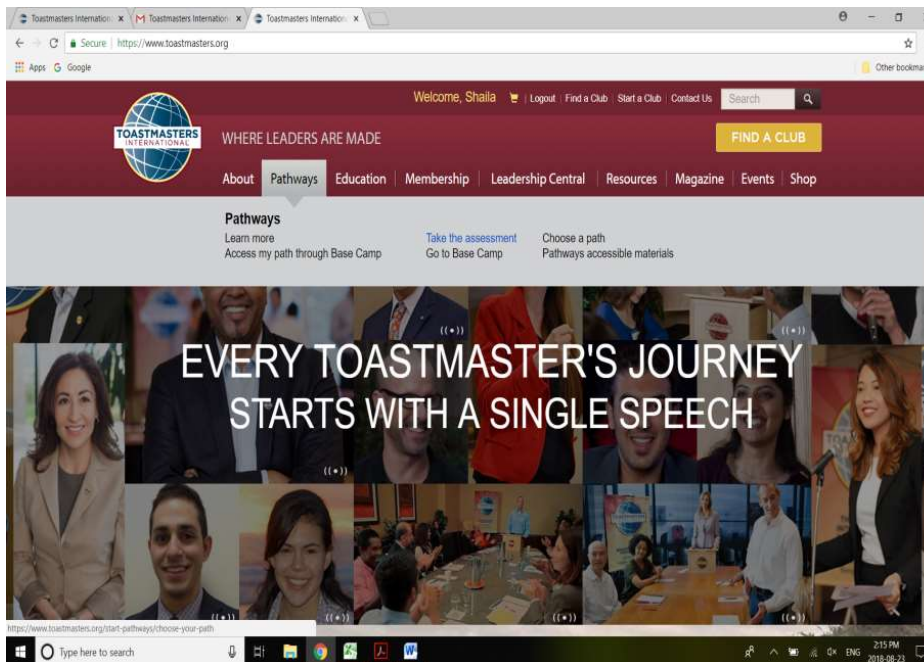 Toastmasters Internation
Toastmasters Internation
Toastmasters Internation
Secure | https://www.toastmasters.org
Apps G Google Other bookma
Welcome, Shaila | Logout | Find a Club | Start a Club | Contact Us Search
TOASTMASTERS
INTERNATIONAL
WHERE LEADERS ARE MADE
FIND A CLUB
About Pathways Education Membership Leadership Central Resources Magazine Events Shop
Pathways
Learn more Take the assessment Choose a path
Access my path through Base Camp Go to Base Camp Pathways accessible materials
EVERY TOASTMASTER'S JOURNEY
STARTS WITH A SINGLE SPEECH
https://www.toastmasters.org/start-pathways/choose-your-path
Type here to search
ENG
2:15 PM
2018-08-23